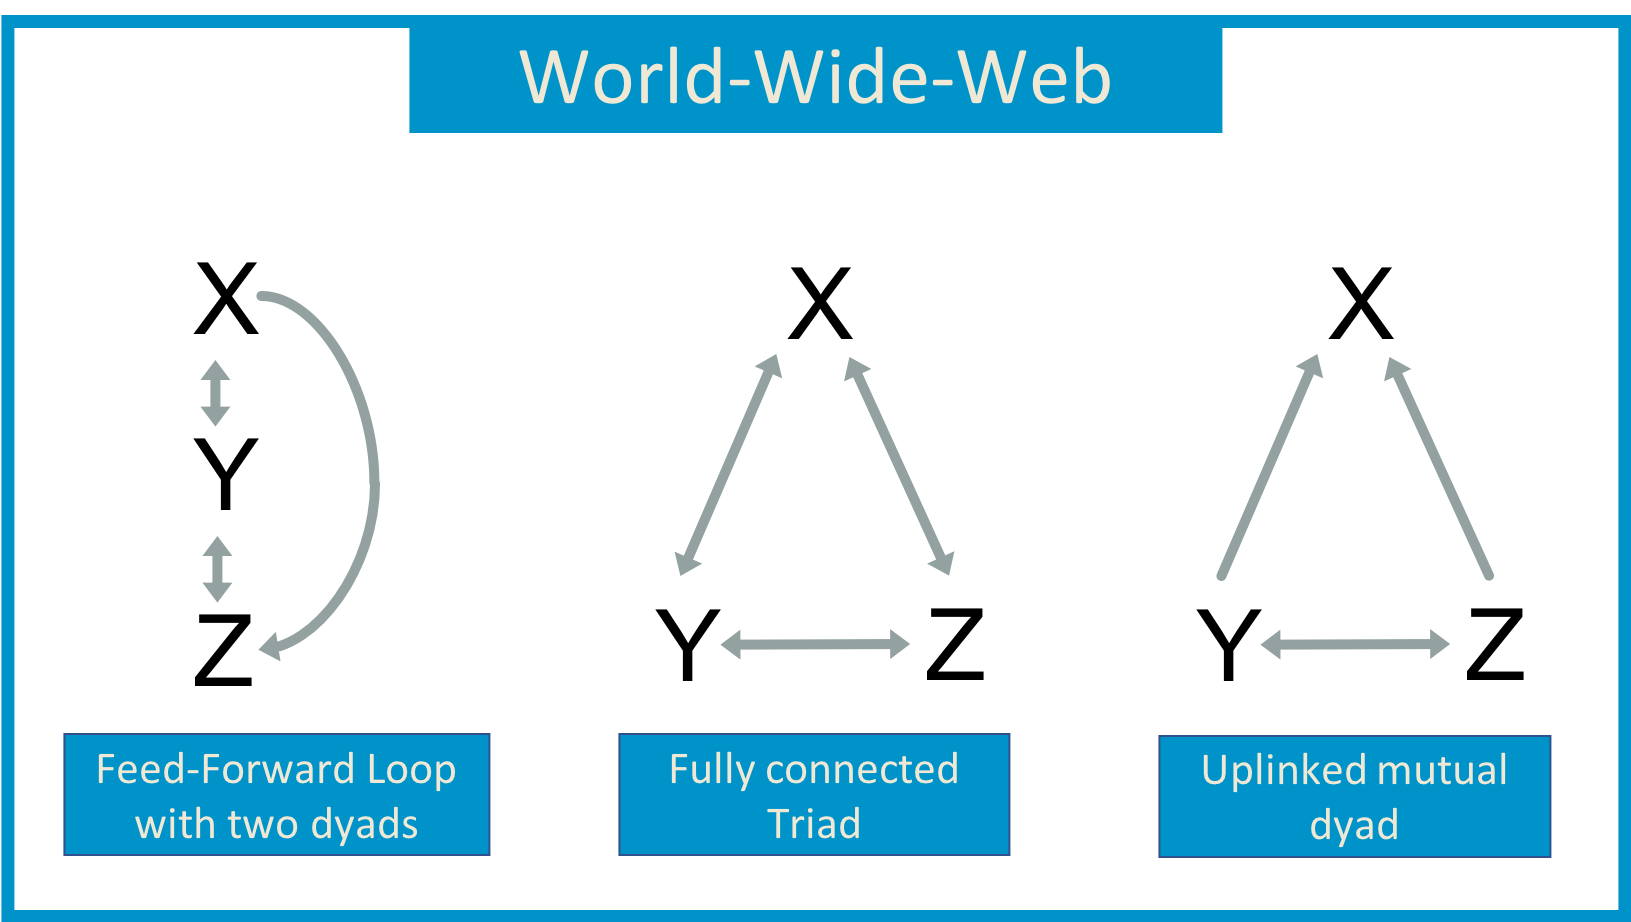 World-Wide-Web
X
Y
Z
Feed-Forward Loop
with two dyads
X
Y Z
Fully connected
Triad
X
Y Z
Uplinked mutual
dyad